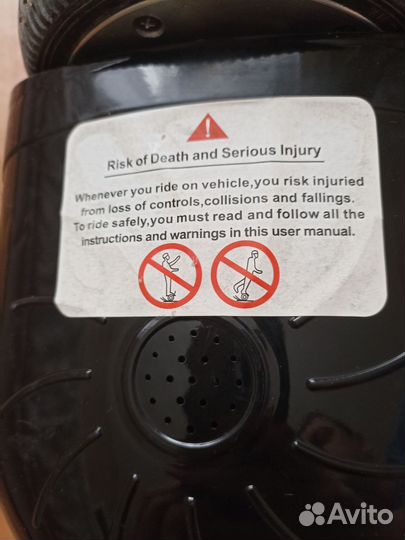 Risk of Death and Serious Injury
Whenever you ride on vehicle,you risk injuried
from loss of controls,collisions and fallings.
To ride safely,you must read and follow all the
instructions and warnings in this user manual.
Avito